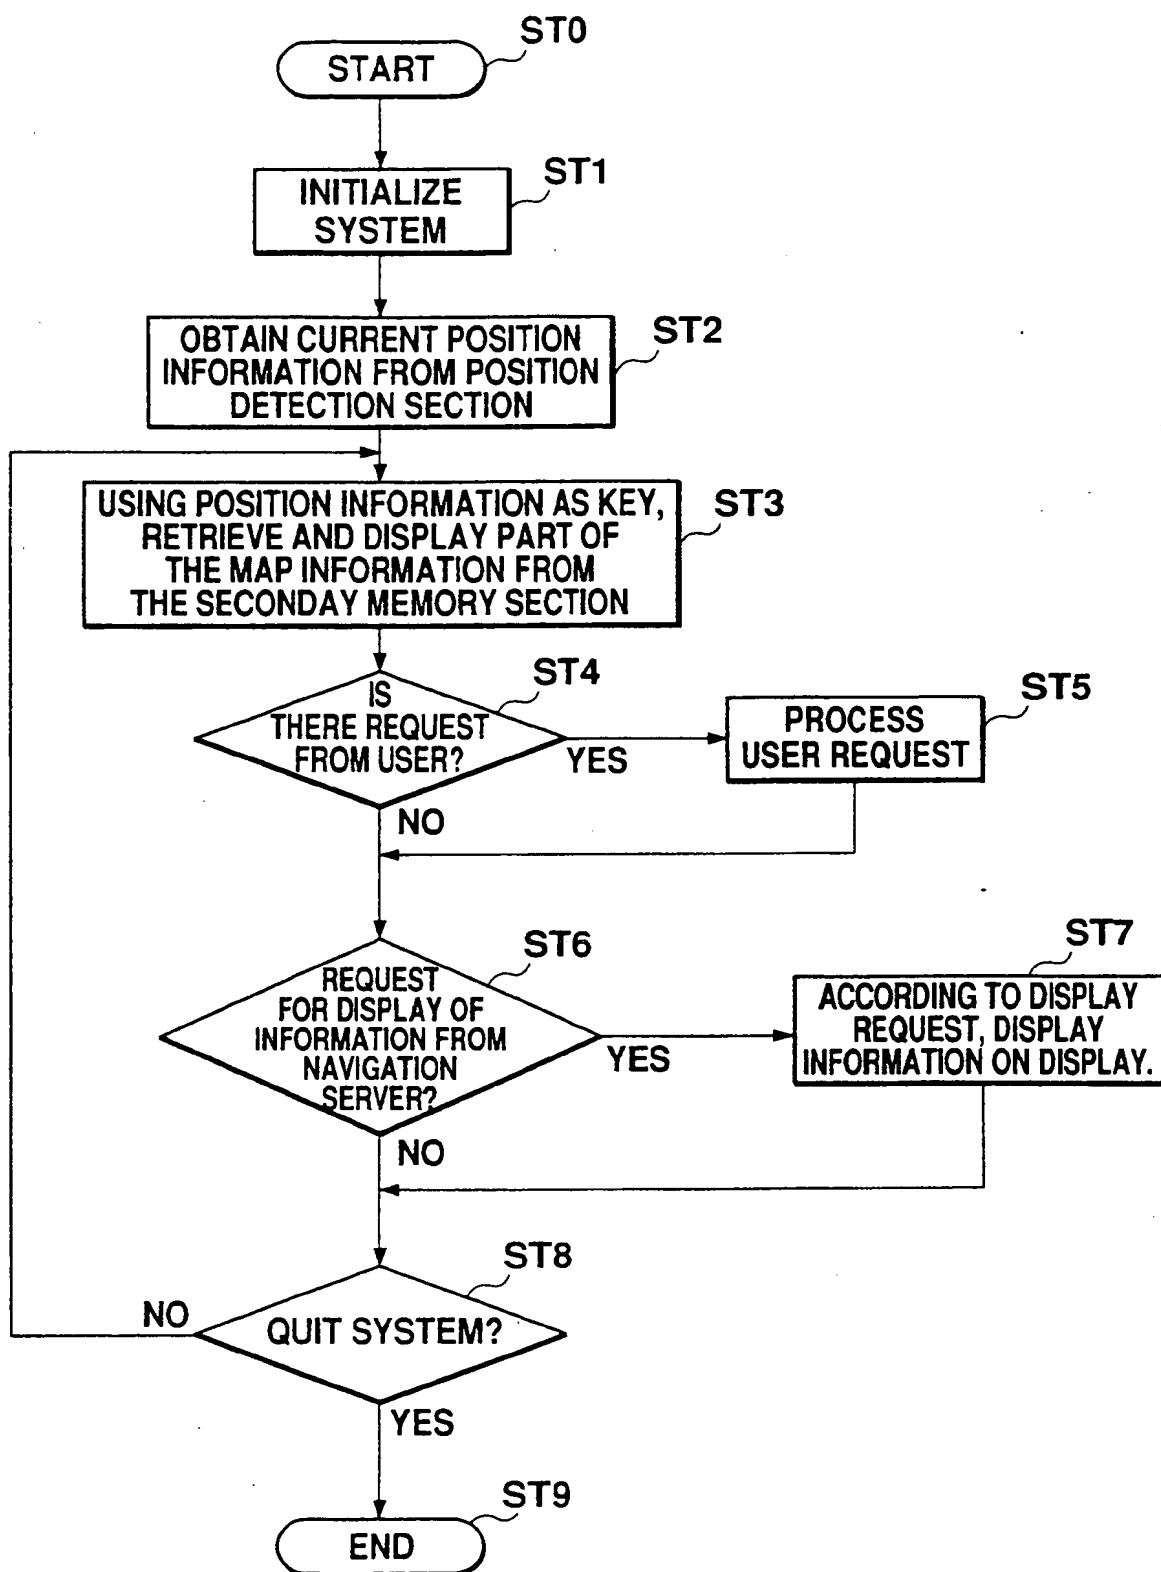 ST0
START
ST1
INITIALIZE
SYSTEM
ST2
OBTAIN CURRENT POSITION
INFORMATION FROM POSITION
DETECTION SECTION
ST3
USING POSITION INFORMATION AS KEY,
RETRIEVE AND DISPLAY PART OF
THE MAP INFORMATION FROM
THE SECONDAY MEMORY SECTION
ST4
IS
THERE REQUEST
FROM USER?
YES
NO
ST5
PROCESS
USER REQUEST
ST6
REQUEST
FOR DISPLAY OF
INFORMATION FROM
NAVIGATION
SERVER?
YES
NO
ST7
ACCORDING TO DISPLAY
REQUEST, DISPLAY
INFORMATION ON DISPLAY.
ST8
QUIT SYSTEM?
NO
YES
ST9
END